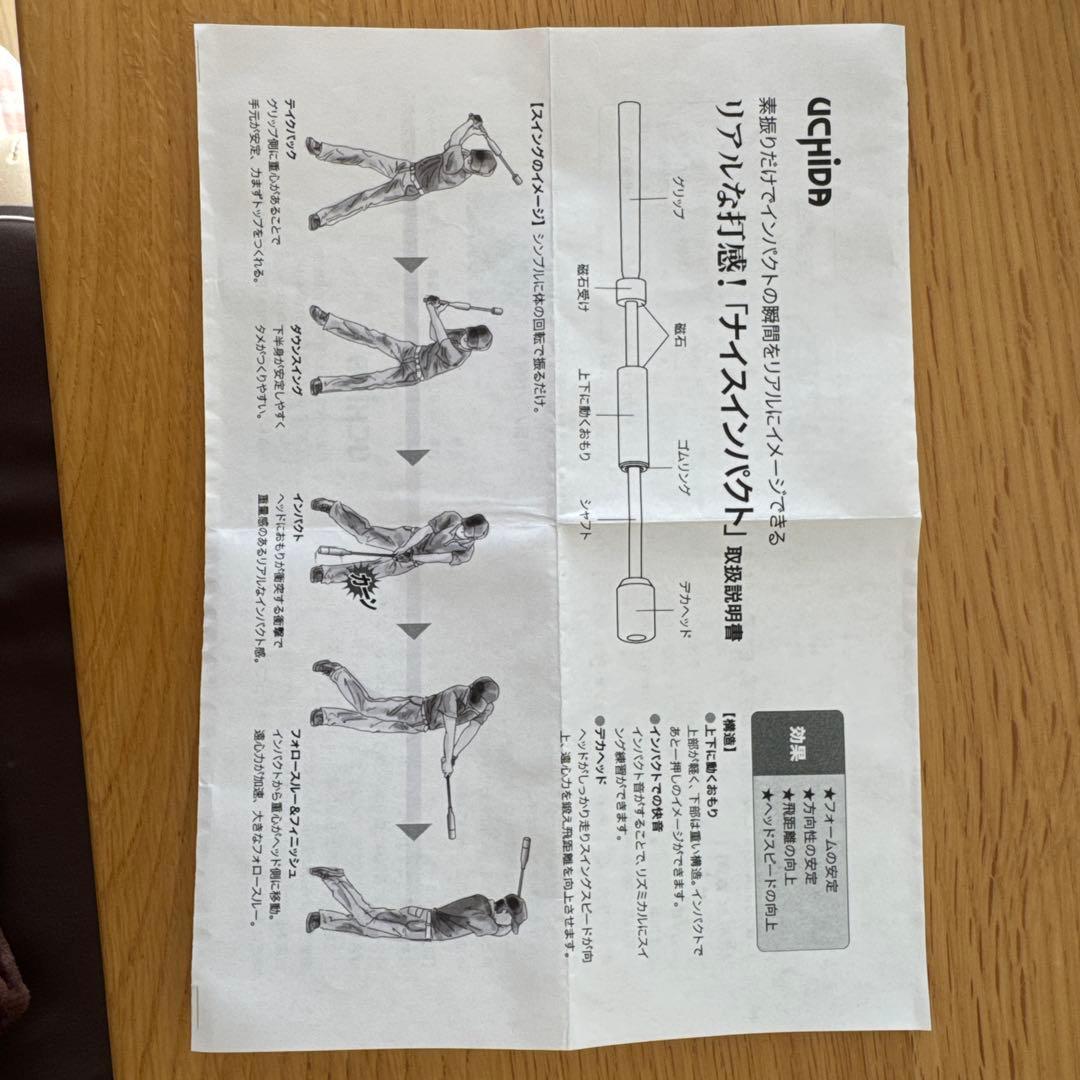 UCHiDA
素振りだけでインパクトの瞬間をリアルにイメージできる
リアルな打感!「ナイスインパクト」取扱説明書
グリップ
磁石受け
磁石
上下に動くおもり
ゴムリング
シャフト
デカヘッド
効果
★フォームの安定
★方向性の安定
★飛距離の向上
★ヘッドスピードの向上
【構造】
●上下に動くおもり
上部が軽く、下部は重い構造。インパクトで
あと一押しのイメージができます。
●インパクトでの快音
インパクト音がすることで、リズミカルにスイ
ング練習ができます。
●デカヘッド
ヘッドがしっかり走りスイングスピードが向
上、遠心力を鍛え飛距離を向上させます。
【スイングのイメージ】シンプルに体の回転で振るだけ。
カーン
テイクバック
グリップ側に重心があることで
手元が安定、力まずトップをつくれる。
ダウンスイング
下半身が安定しやすく
タメがつくりやすい。
インパクト
ヘッドにおもりが衝突する衝撃で
重量感のあるリアルなインパクト感。
フォロースルー&フィニッシュ
インパクトから重心がヘッド側に移動。
遠心力が加速、大きなフォロースルー。